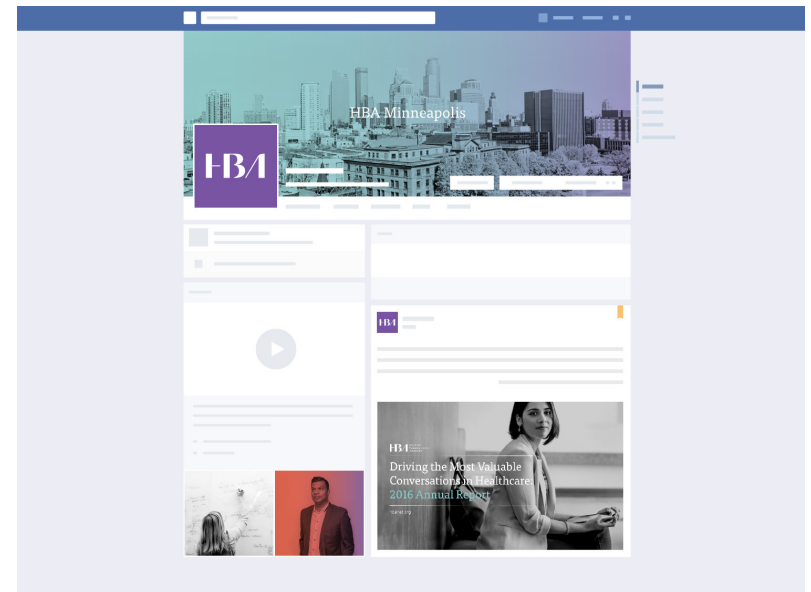 HBA Minneapolis
HBA
HBA
HBA
Driving the Most Valuable
Conversations in Healthcare:
2016 Annual Report